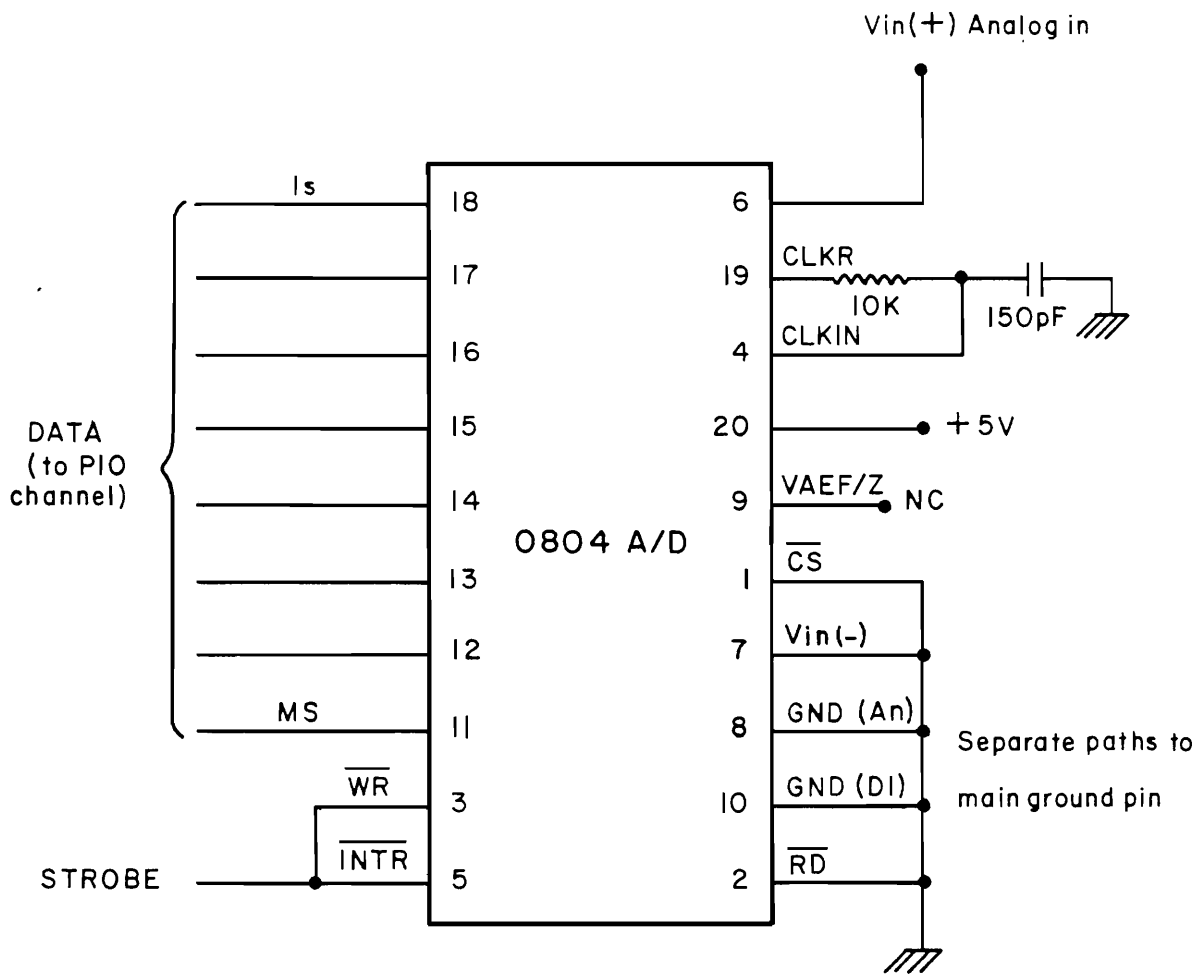 Vin(+) Analog in
ls
18
6
17
19
CLKR
10K
150pF
16
4
CLKIN
DATA
(to PIO
channel)
15
20
+5V
14
9
VAEF/Z
NC
0804 A/D
13
1
CS
12
7
Vin(-)
MS
11
8
GND (An)
Separate paths to
main ground pin
WR
3
10
GND (DI)
STROBE
INTR
5
2
RD